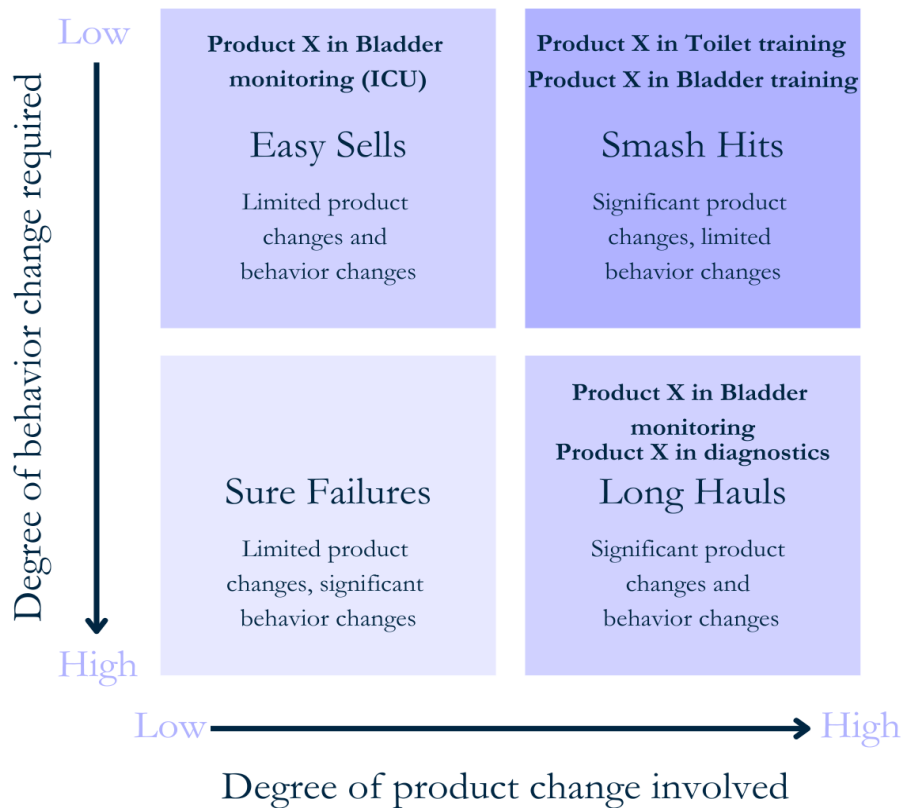 Low
Degree of behavior change required
High
Product X in Bladder
monitoring (ICU)
Easy Sells
Limited product
changes and
behavior changes
Product X in Toilet training
Product X in Bladder training
Smash Hits
Significant product
changes, limited
behavior changes
Sure Failures
Limited product
changes, significant
behavior changes
Product X in Bladder
monitoring
Product X in diagnostics
Long Hauls
Significant product
changes and
behavior changes
Low
High
Degree of product change involved